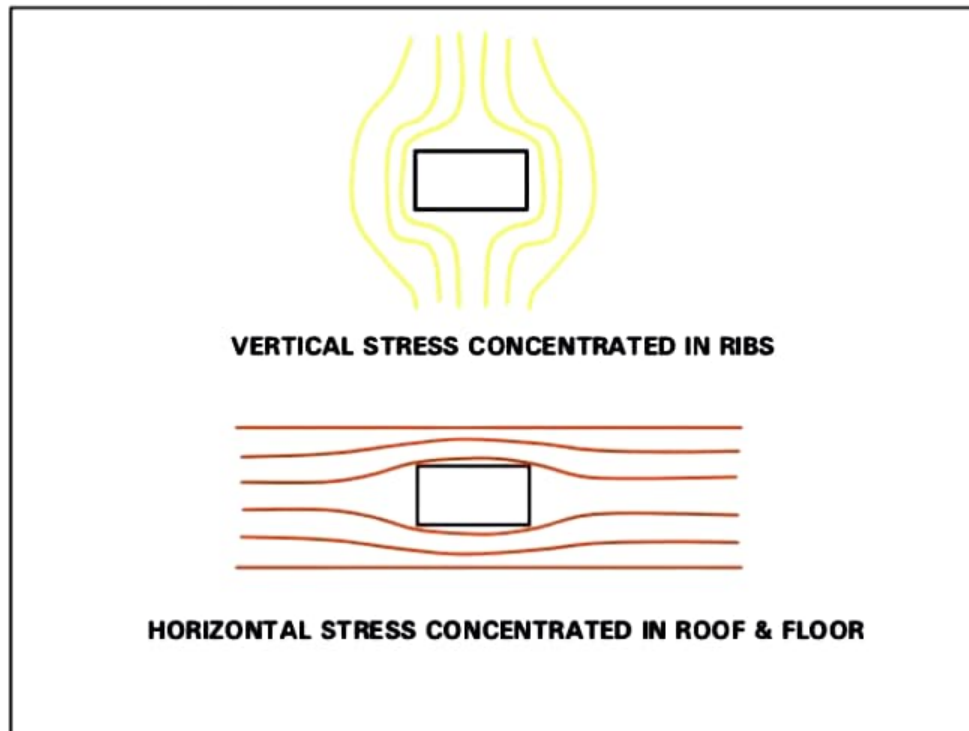 VERTICAL STRESS CONCENTRATED IN RIBS
HORIZONTAL STRESS CONCENTRATED IN ROOF & FLOOR